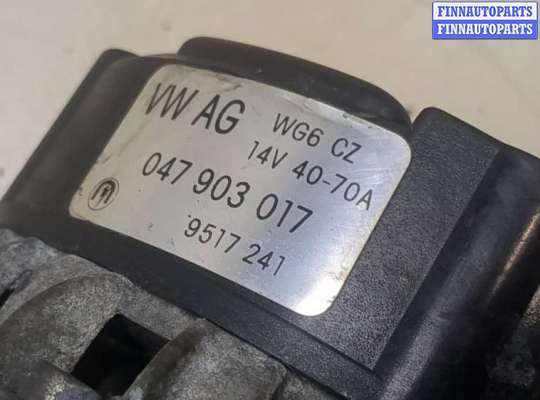 FINNAUTOPARTS
FINNAUTOPARTS
VW AG WG6 CZ
14V 40-70A
047 903 017
9517 241